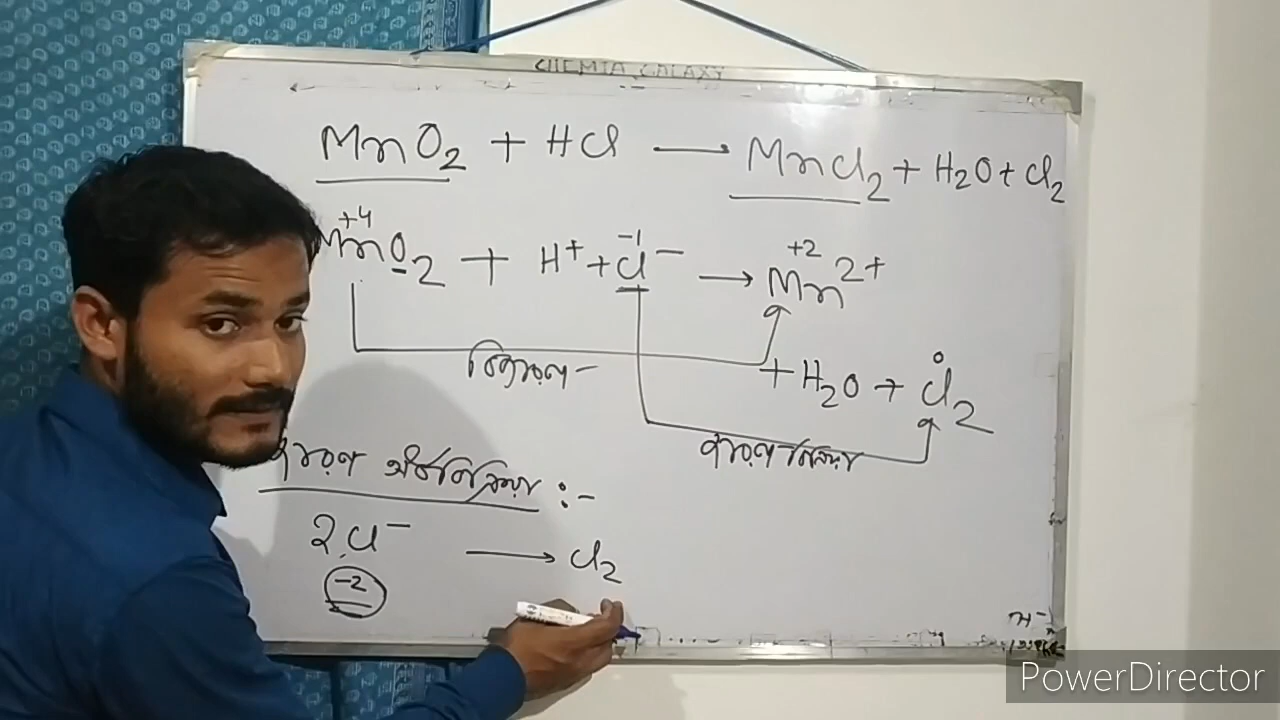 CHEMIA GALAXY
MnO2 + HCl ⟶ MnCl2 + H2O + Cl2
+4 -1 +2
MnO2 + H+ + Cl− ⟶ Mn2+
বিজারণ-
0
+ H2O + Cl2
জারণ বিক্রিয়া
জারণ অর্ধবিক্রিয়া :-
2Cl− ⟶ Cl2
-2
PowerDirector